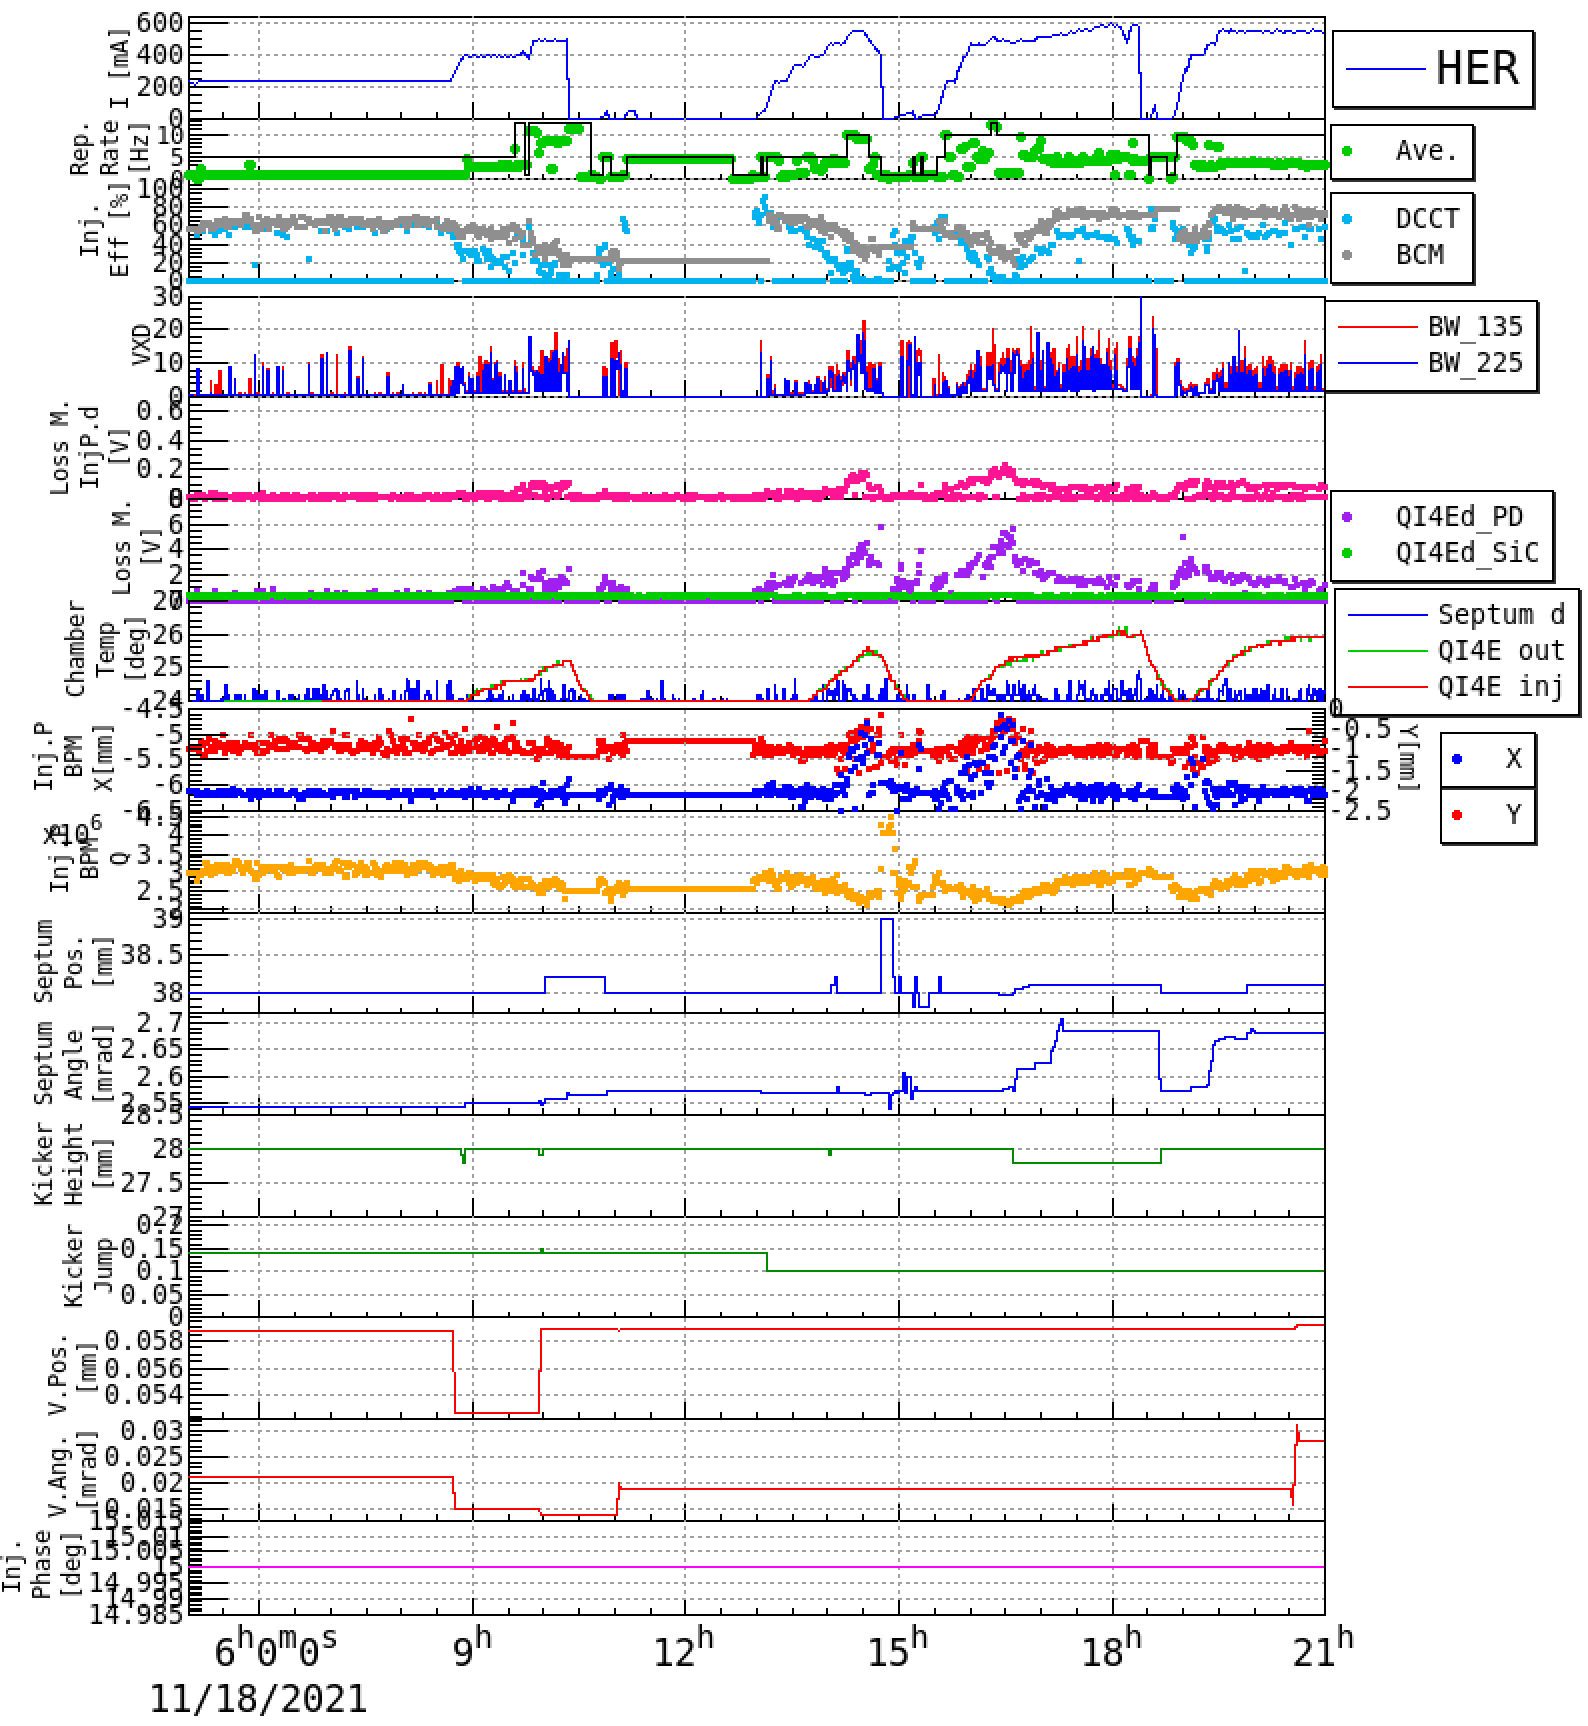 I [mA]
600
400
200
0
HER
Rep.
Rate
[Hz]
10
5
Ave.
Inj.
Eff [%]
100
80
60
40
20
0
DCCT
BCM
VXD
30
20
10
0
BW_135
BW_225
Loss M.
InjP.d
[V]
0.6
0.4
0.2
0
Loss M.
[V]
6
4
2
QI4Ed_PD
QI4Ed_SiC
Chamber
Temp
[deg]
26
25
24
Septum d
QI4E out
QI4E inj
Inj.P
BPM
X[mm]
-4.5
-5
-5.5
-6
-6.5
0
-0.5
-1
-1.5
-2
-2.5
Y[mm]
X
Y
X10^6
Inj.P
BPM
Q
4.5
4
3.5
3
2.5
Septum
Pos.
[mm]
39
38.5
38
Septum
Angle
[mrad]
2.7
2.65
2.6
2.55
Kicker
Height
[mm]
28.5
28
27.5
27
Kicker
Jump
0.2
0.15
0.1
0.05
0
V.Pos.
[mm]
0.058
0.056
0.054
V.Ang.
[mrad]
0.03
0.025
0.02
0.015
Inj.
Phase
[deg]
15.015
15.01
15.005
15
14.995
14.99
14.985
6h0m0s 9h 12h 15h 18h 21h
11/18/2021